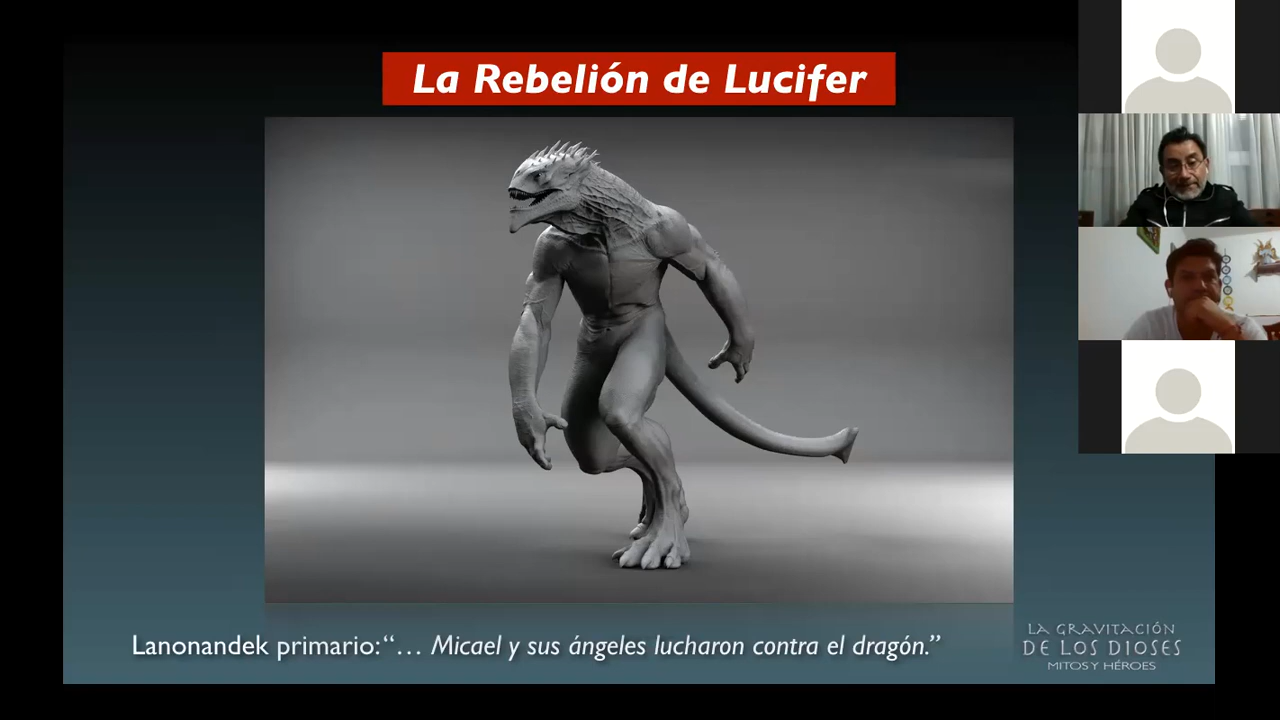 La Rebelión de Lucifer
Lanonandek primario:“… Micael y sus ángeles lucharon contra el dragón.”
LA GRAVITACIÓN
DE LOS DIOSES
MITOS Y HÉROES